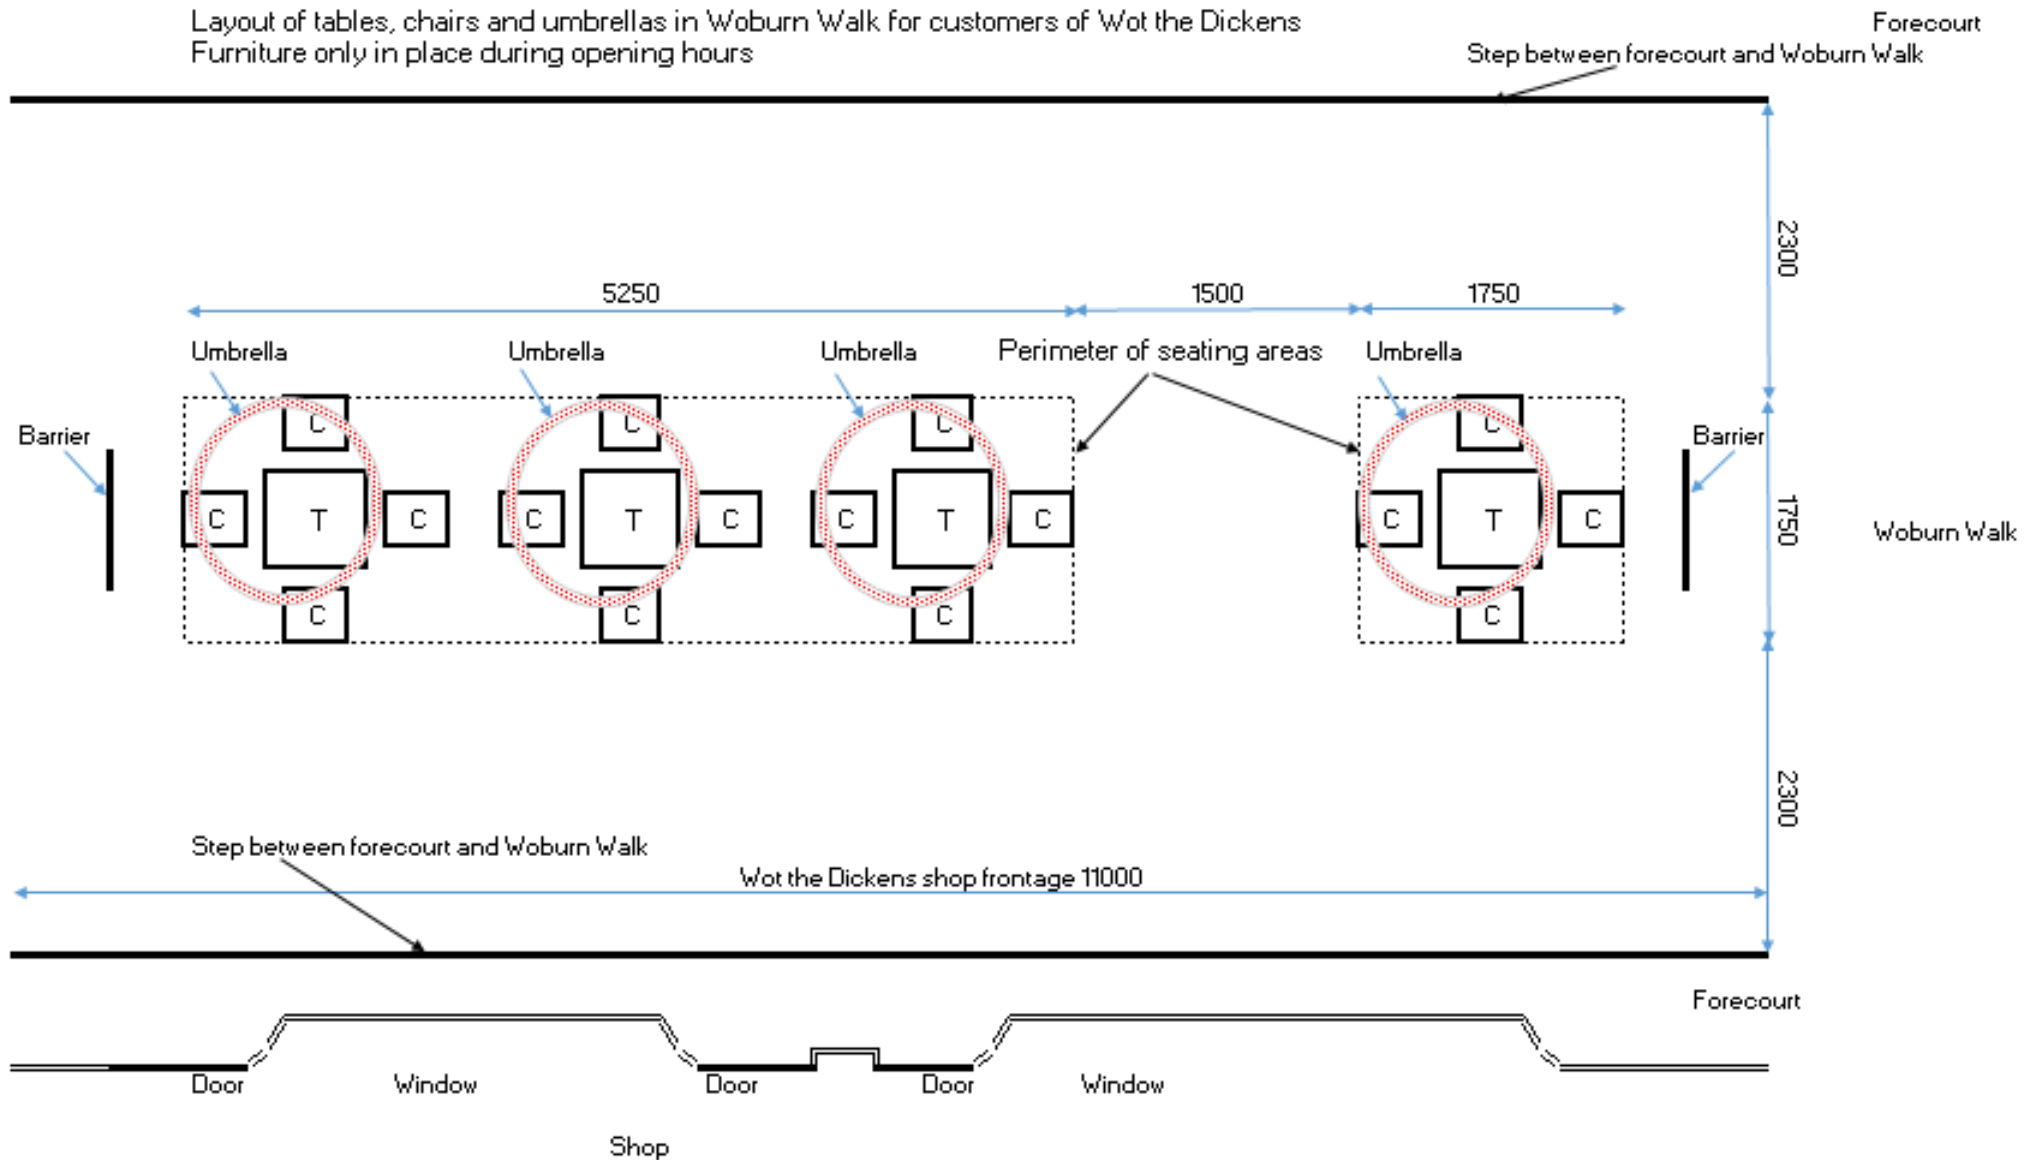 Layout of tables, chairs and umbrellas in Woburn Walk for customers of Wot the Dickens
Furniture only in place during opening hours
Forecourt
Step between forecourt and Woburn Walk
2300
5250
1500
1750
Umbrella
Umbrella
Umbrella
Perimeter of seating areas
Umbrella
Barrier
Barrier
C
C
C
C
C
T
C
C
T
C
C
T
C
C
T
C
1750
Woburn Walk
C
C
C
C
2300
Step between forecourt and Woburn Walk
Wot the Dickens shop frontage 11000
Forecourt
Door
Window
Door
Door
Window
Shop